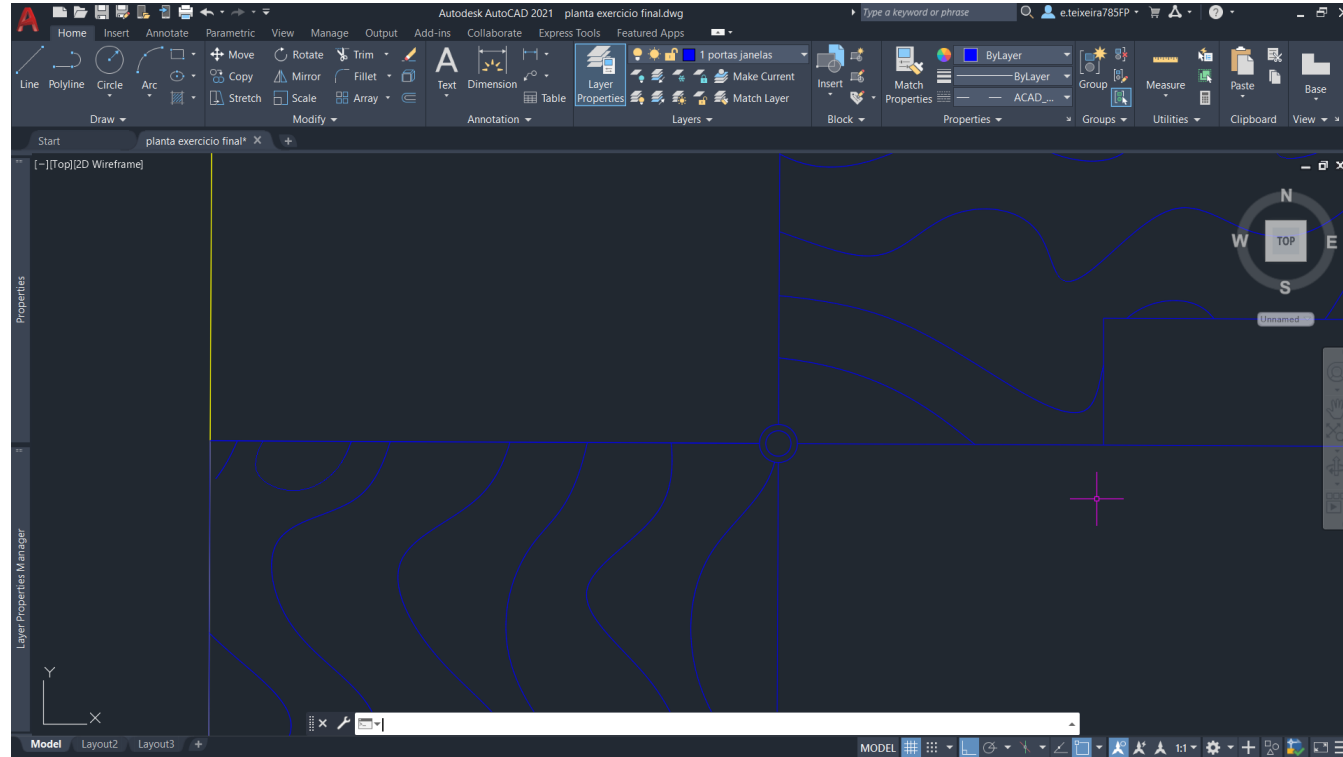 A Autodesk AutoCAD 2021 planta exercicio final.dwg Type a keyword or phrase e.teixeira785FP
Home Insert Annotate Parametric View Manage Output Add-ins Collaborate Express Tools Featured Apps
Line Polyline Circle Arc
Move Rotate Trim
Copy Mirror Fillet
Stretch Scale Array
Text Dimension
Table
Layer
Properties
1 portas janelas
Make Current
Match Layer
Insert
Match
Properties
ByLayer
ByLayer
ACAD_...
Group
Measure
Paste
Base
Draw Modify Annotation Layers Block Properties Groups Utilities Clipboard View
Start planta exercicio final* +
[−][Top][2D Wireframe]
N
W TOP E
S
Unnamed
Properties
Layer Properties Manager
Y
X
Model Layout2 Layout3 +
MODEL 1:1